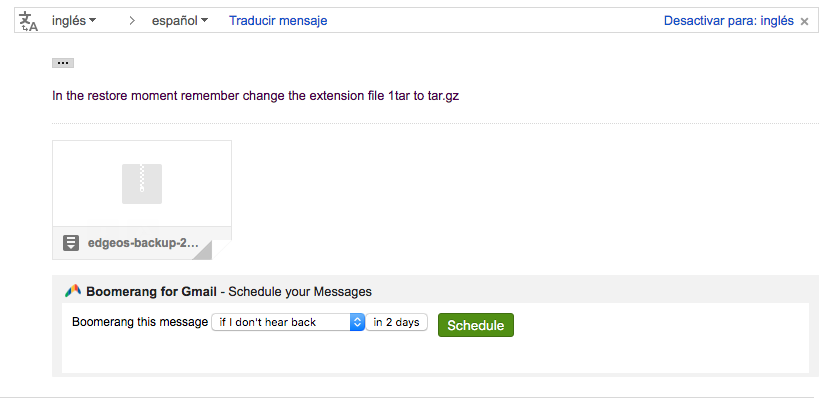 inglés > español Traducir mensaje Desactivar para: inglés ×
...
In the restore moment remember change the extension file 1tar to tar.gz
edgeos-backup-2...
Boomerang for Gmail - Schedule your Messages
Boomerang this message if I don't hear back in 2 days Schedule